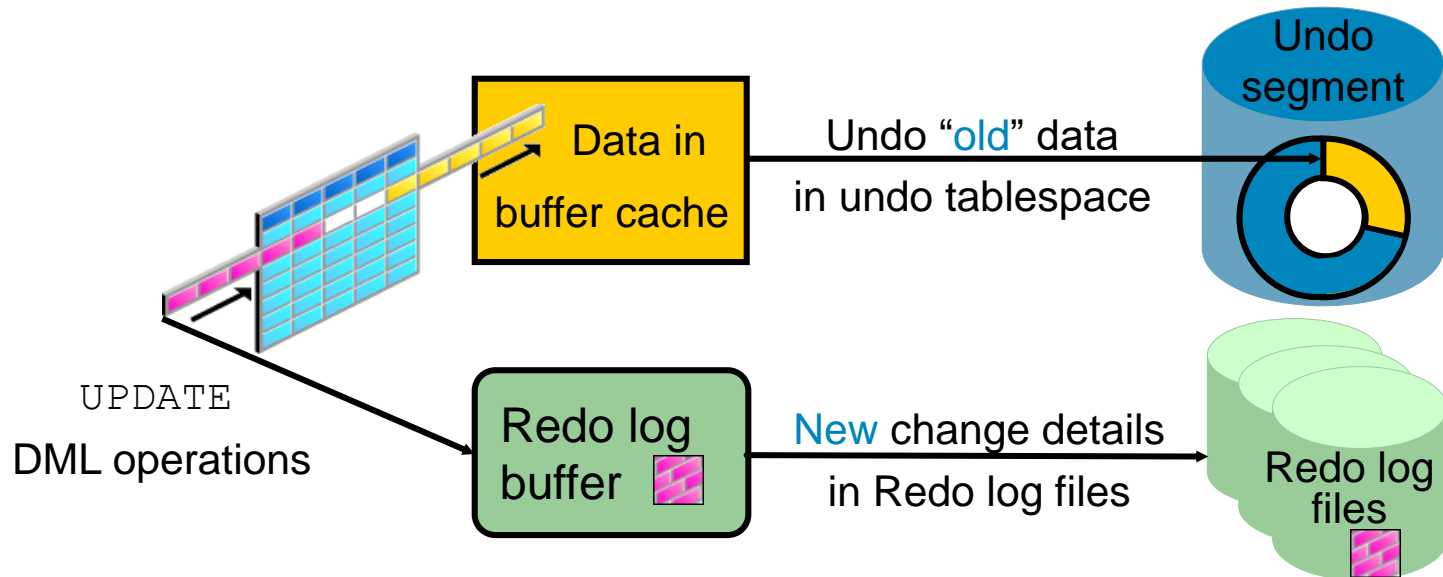 Undo
segment
Data in
buffer cache
Undo “old” data
in undo tablespace
UPDATE
DML operations
Redo log
buffer
New change details
in Redo log files
Redo log
files